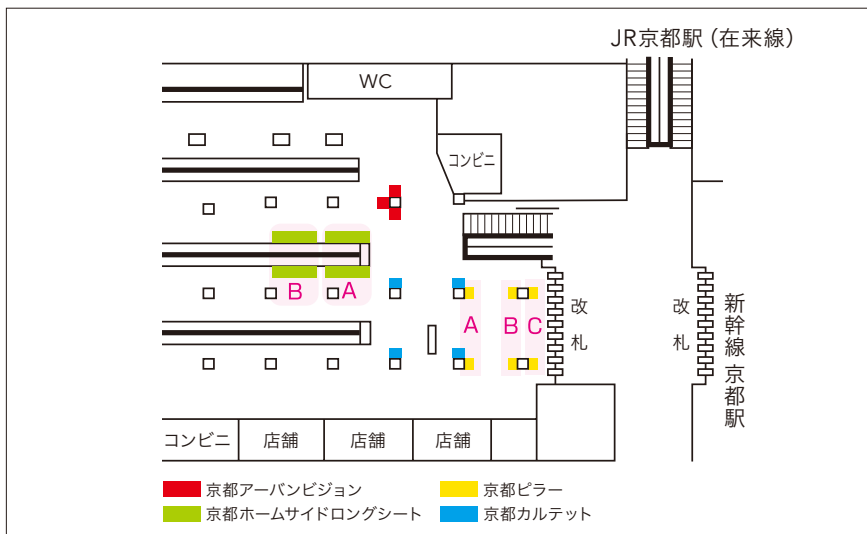 JR京都駅（在来線）
WC
コンビニ
B
A
A
B
C
改札
改札
新幹線 京都駅
コンビニ
店舗
店舗
店舗
京都アーバンビジョン
京都ピラー
京都ホームサイドロングシート
京都カルテット